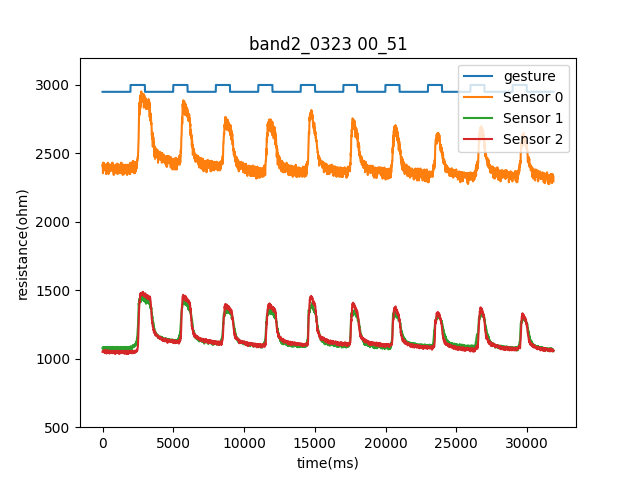 band2_0323 00_51
gesture
Sensor 0
Sensor 1
Sensor 2
3000
2500
2000
1500
1000
500
resistance(ohm)
0 5000 10000 15000 20000 25000 30000
time(ms)